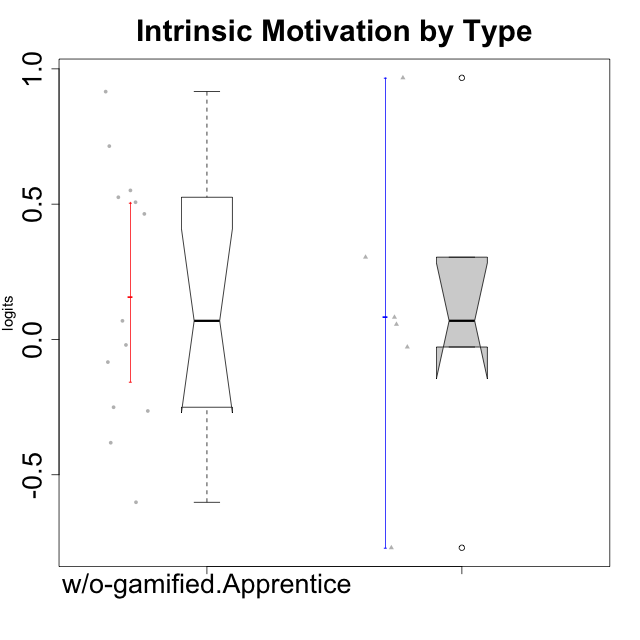 Intrinsic Motivation by Type
1.0
0.5
0.0
-0.5
logits
w/o-gamified.Apprentice